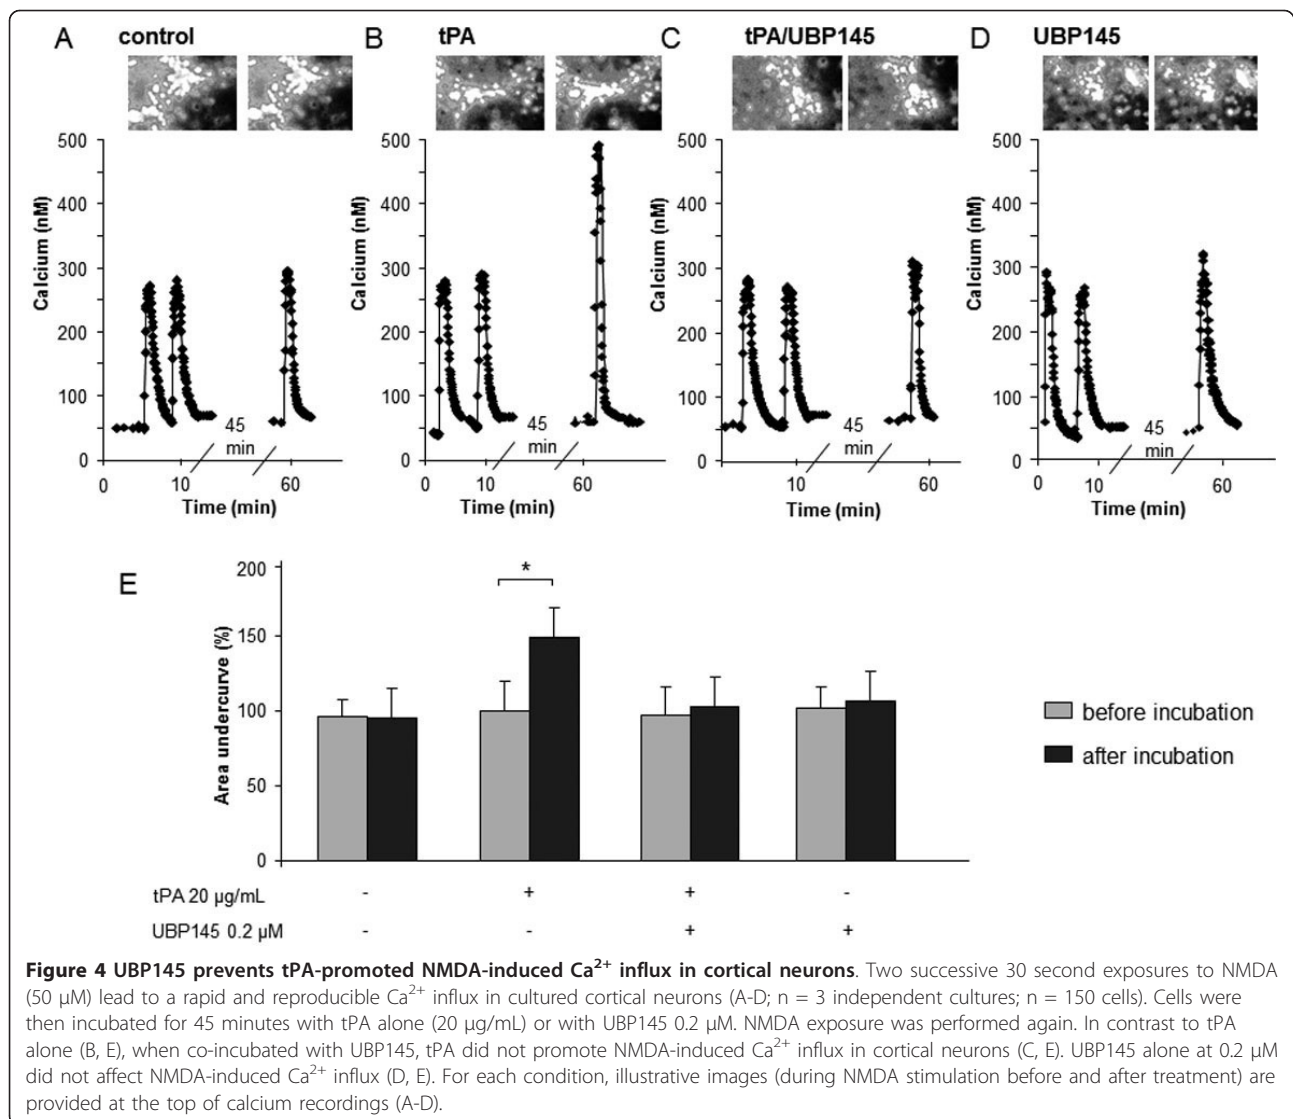 A control B tPA C tPA/UBP145 D UBP145
Calcium (nM)
500
400
300
200
100
0
45
min
0 10 60
Time (min)
Calcium (nM)
500
400
300
200
100
0
45
min
0 10 60
Time (min)
Calcium (nM)
500
400
300
200
100
0
45
min
10 60
Time (min)
Calcium (nM)
500
400
300
200
100
0
45
min
0 10 60
Time (min)
E
Area undercurve (%)
200
150
100
50
0
*
before incubation
after incubation
tPA 20 µg/mL - + + -
UBP145 0.2 µM - - + +
Figure 4 UBP145 prevents tPA-promoted NMDA-induced Ca2+ influx in cortical neurons. Two successive 30 second exposures to NMDA
(50 µM) lead to a rapid and reproducible Ca2+ influx in cultured cortical neurons (A-D; n = 3 independent cultures; n = 150 cells). Cells were
then incubated for 45 minutes with tPA alone (20 µg/mL) or with UBP145 0.2 µM. NMDA exposure was performed again. In contrast to tPA
alone (B, E), when co-incubated with UBP145, tPA did not promote NMDA-induced Ca2+ influx in cortical neurons (C, E). UBP145 alone at 0.2 µM
did not affect NMDA-induced Ca2+ influx (D, E). For each condition, illustrative images (during NMDA stimulation before and after treatment) are
provided at the top of calcium recordings (A-D).